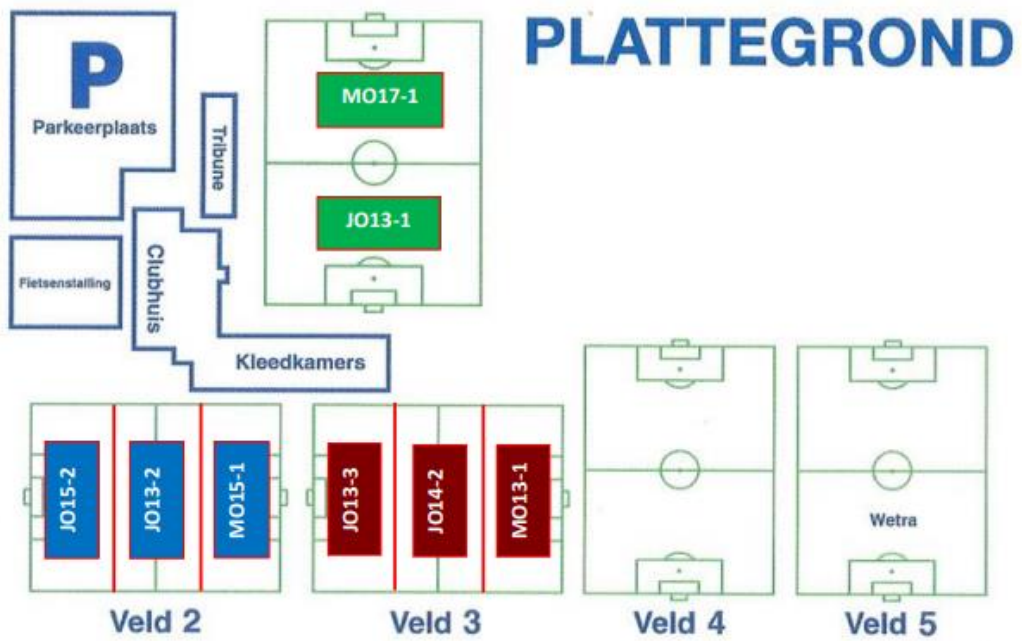 PLATTEGROND
P
Parkeerplaats
Tribune
MO17-1
JO13-1
Fietsenstalling
Clubhuis
Kleedkamers
JO15-2
JO13-2
MO15-1
JO13-3
JO14-2
MO13-1
Wetra
Veld 2
Veld 3
Veld 4
Veld 5